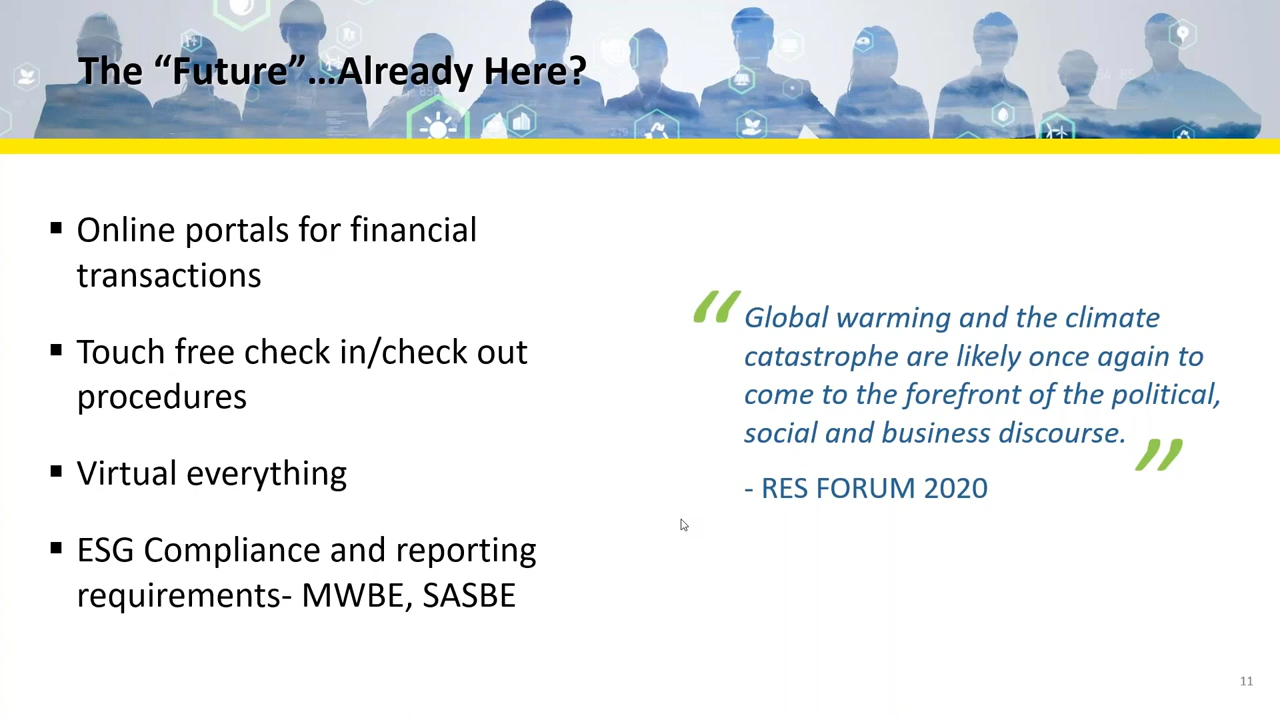 The “Future”…Already Here?
▪ Online portals for financial
transactions
▪ Touch free check in/check out
procedures
▪ Virtual everything
▪ ESG Compliance and reporting
requirements- MWBE, SASBE
“Global warming and the climate
catastrophe are likely once again to
come to the forefront of the political,
social and business discourse.”
- RES FORUM 2020
11